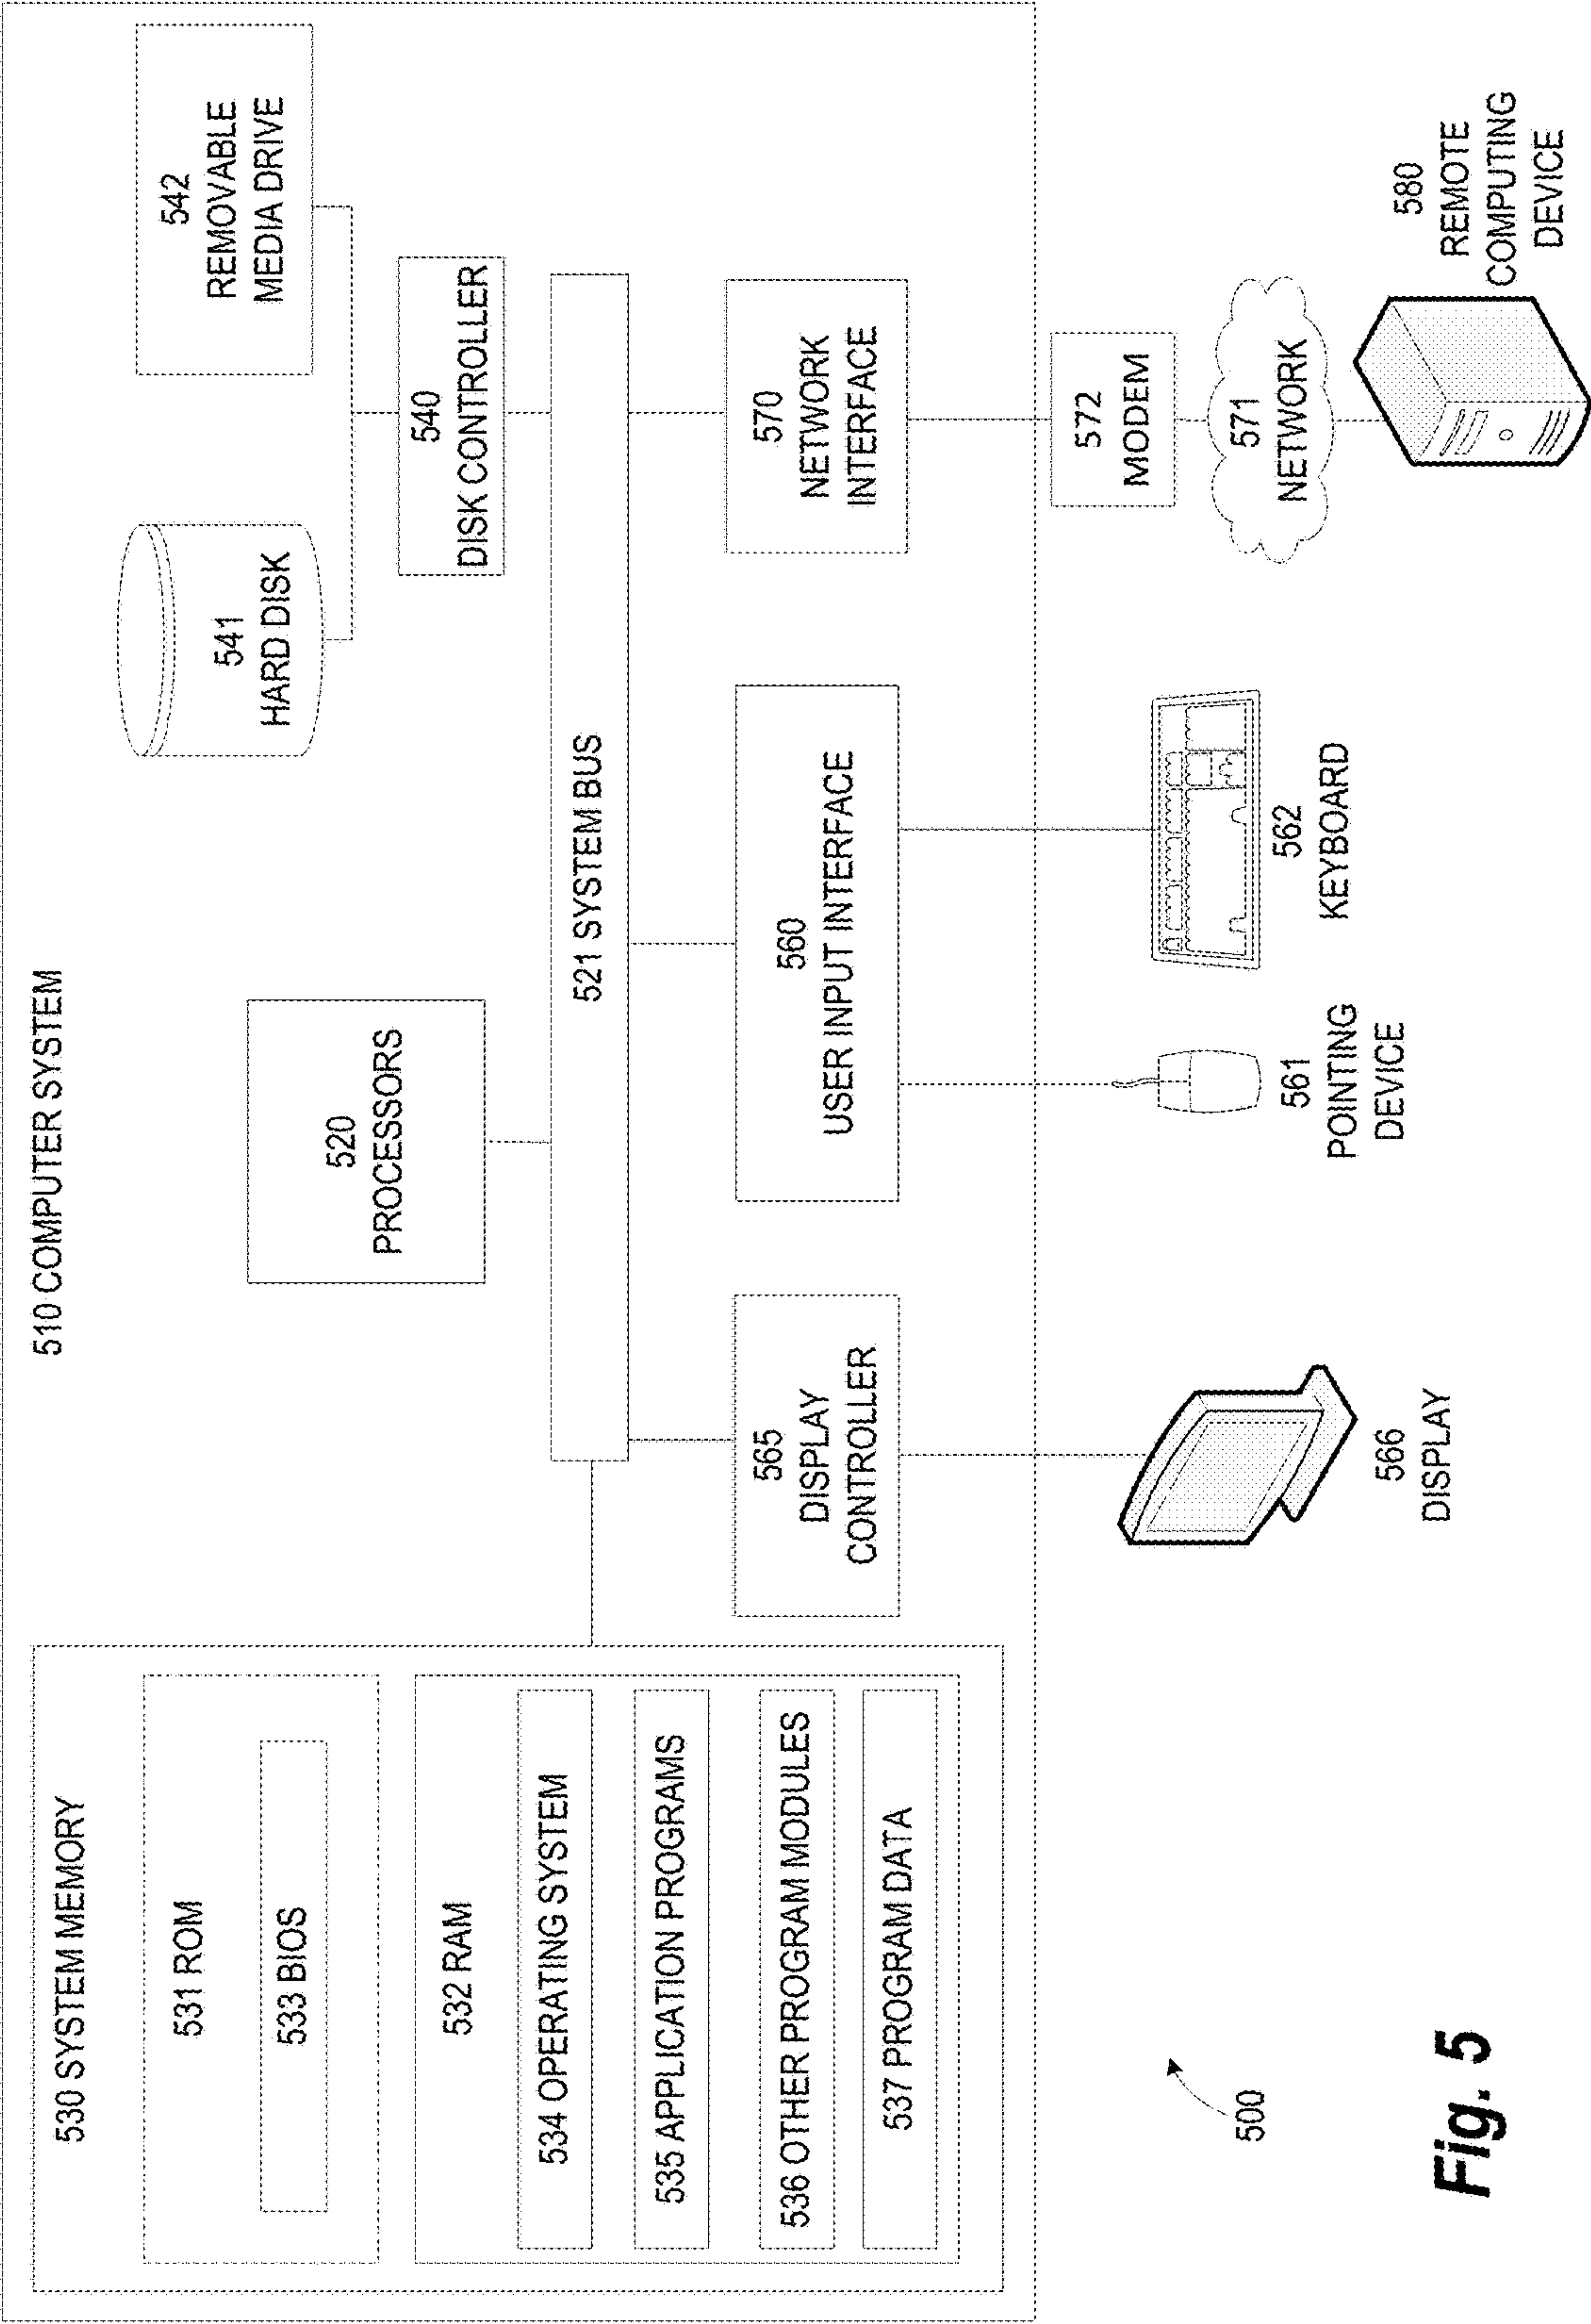 510 COMPUTER SYSTEM
530 SYSTEM MEMORY
531 ROM
533 BIOS
532 RAM
534 OPERATING SYSTEM
535 APPLICATION PROGRAMS
536 OTHER PROGRAM MODULES
537 PROGRAM DATA
520
PROCESSORS
541
HARD DISK
542
REMOVABLE
MEDIA DRIVE
540
DISK CONTROLLER
521 SYSTEM BUS
565
DISPLAY
CONTROLLER
560
USER INPUT INTERFACE
570
NETWORK
INTERFACE
572
MODEM
571
NETWORK
566
DISPLAY
561
POINTING
DEVICE
562
KEYBOARD
580
REMOTE
COMPUTING
DEVICE
500
Fig. 5